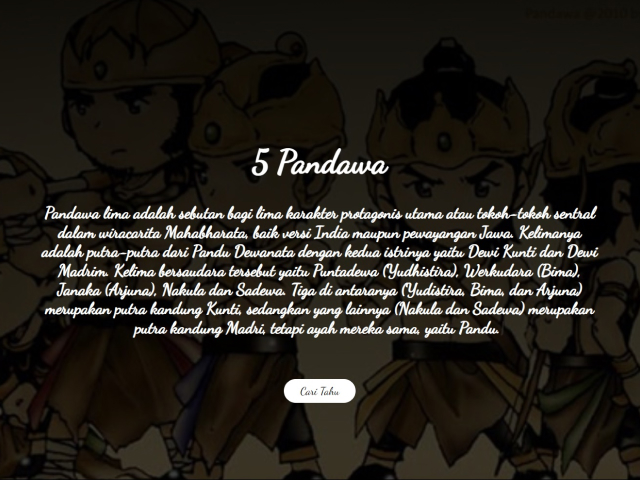 5 Pandawa
Pandawa lima adalah sebutan bagi lima karakter protagonis utama atau tokoh-tokoh sentral
dalam wiracarita Mahabharata, baik versi India maupun pewayangan Jawa. Kelimanya
adalah putra-putra dari Pandu Dewanata dengan kedua istrinya yaitu Dewi Kunti dan Dewi
Madrim. Kelima bersaudara tersebut yaitu Puntadewa (Yudhistira), Werkudara (Bima),
Janaka (Arjuna), Nakula dan Sadewa. Tiga di antaranya (Yudistira, Bima, dan Arjuna)
merupakan putra kandung Kunti, sedangkan yang lainnya (Nakula dan Sadewa) merupakan
putra kandung Madri, tetapi ayah mereka sama, yaitu Pandu.
Cari Tahu